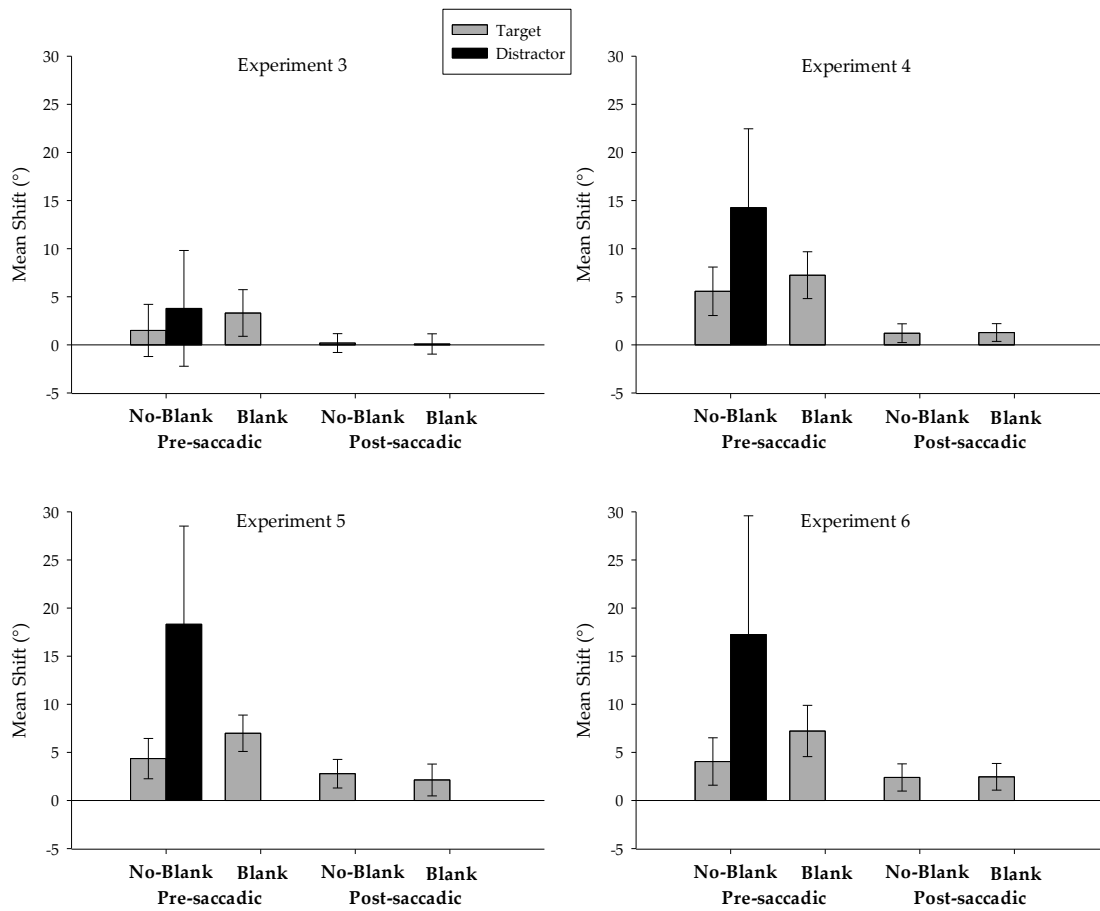 Target
Distractor
Experiment 3
Mean Shift (°)
30
25
20
15
10
5
0
-5
No-Blank Blank No-Blank Blank
Pre-saccadic Post-saccadic
Experiment 4
Mean Shift (°)
30
25
20
15
10
5
0
-5
No-Blank Blank No-Blank Blank
Pre-saccadic Post-saccadic
Experiment 5
Mean Shift (°)
30
25
20
15
10
5
0
-5
No-Blank Blank No-Blank Blank
Pre-saccadic Post-saccadic
Experiment 6
Mean Shift (°)
30
25
20
15
10
5
0
-5
No-Blank Blank No-Blank Blank
Pre-saccadic Post-saccadic